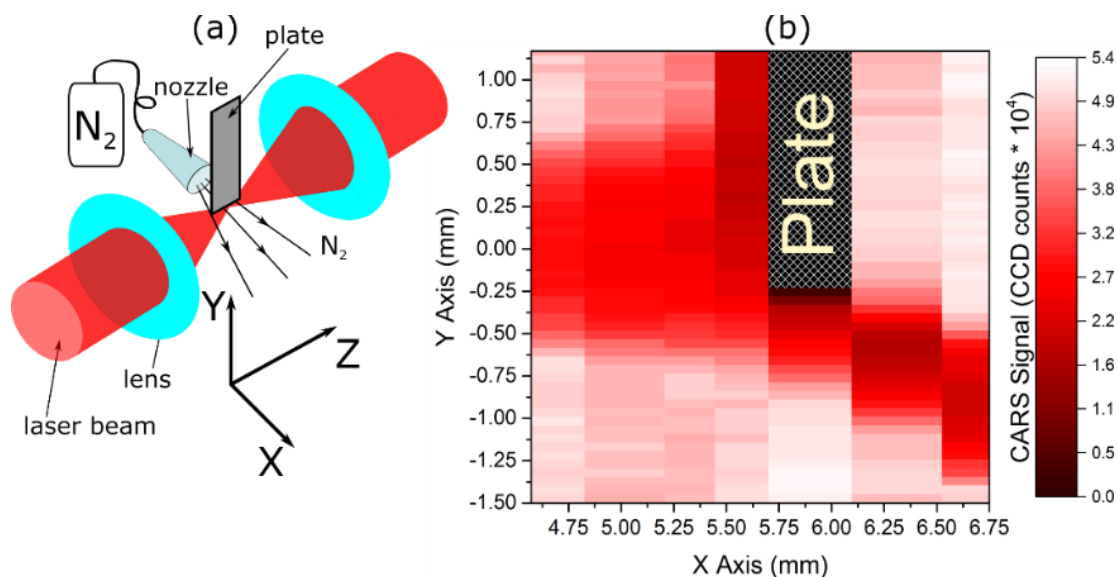 (a)
plate
nozzle
N2
N2
Y
Z
X
lens
laser beam
(b)
Plate
1.00
0.75
0.50
0.25
0.00
-0.25
-0.50
-0.75
-1.00
-1.25
-1.50
Y Axis (mm)
4.75 5.00 5.25 5.50 5.75 6.00 6.25 6.50 6.75
X Axis (mm)
5.4
4.9
4.3
3.8
3.2
2.7
2.2
1.6
1.1
0.5
0.0
CARS Signal (CCD counts * 10^4)